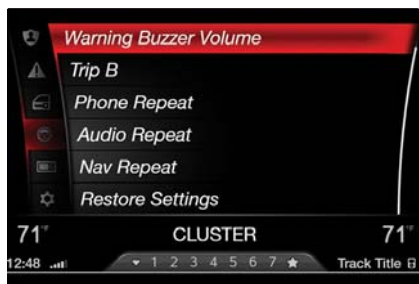 Warning Buzzer Volume
Trip B
Phone Repeat
Audio Repeat
Nav Repeat
Restore Settings
71° CLUSTER 71°
12:48 1 2 3 4 5 6 7 Track Title